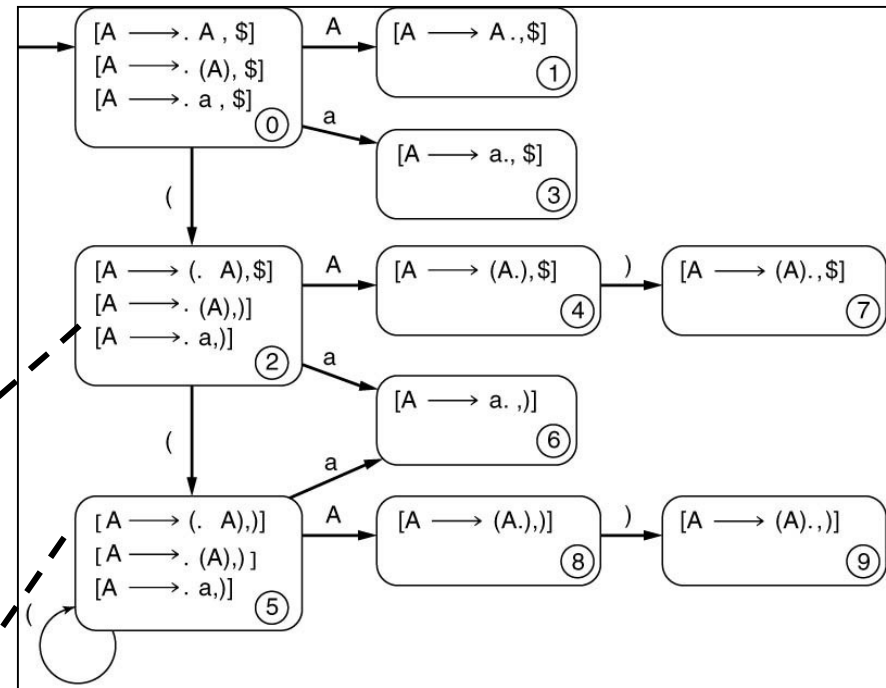 [A ⟶. A , $]
[A ⟶. (A), $]
[A ⟶. a , $]
0
A
[A ⟶ A ., $]
1
a
[A ⟶ a., $]
3
(
[A ⟶ (. A),$]
[A ⟶. (A),)]
[A ⟶. a,)]
2
A
[A ⟶ (A.),$]
4
)
[A ⟶ (A).,$]
7
a
[A ⟶ a. ,)]
6
(
a
[A ⟶ (. A),)]
[A ⟶. (A),)]
[A ⟶. a,)]
5
(
A
[A ⟶ (A.),)]
8
)
[A ⟶ (A).,)]
9